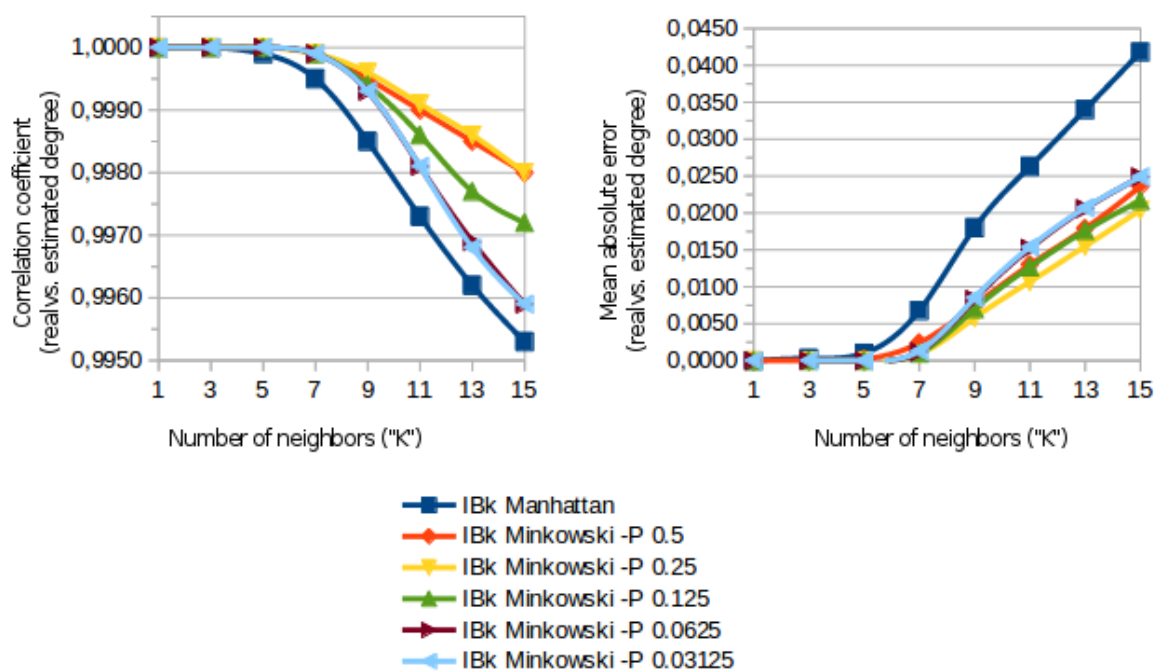 Correlation coefficient
(real vs. estimated degree)
1,0000
0,9990
0,9980
0,9970
0,9960
0,9950
1 3 5 7 9 11 13 15
Number of neighbors ("K")
Mean absolute error
(real vs. estimated degree)
0,0450
0,0400
0,0350
0,0300
0,0250
0,0200
0,0150
0,0100
0,0050
0,0000
1 3 5 7 9 11 13 15
Number of neighbors ("K")
IBk Manhattan
IBk Minkowski -P 0.5
IBk Minkowski -P 0.25
IBk Minkowski -P 0.125
IBk Minkowski -P 0.0625
IBk Minkowski -P 0.03125